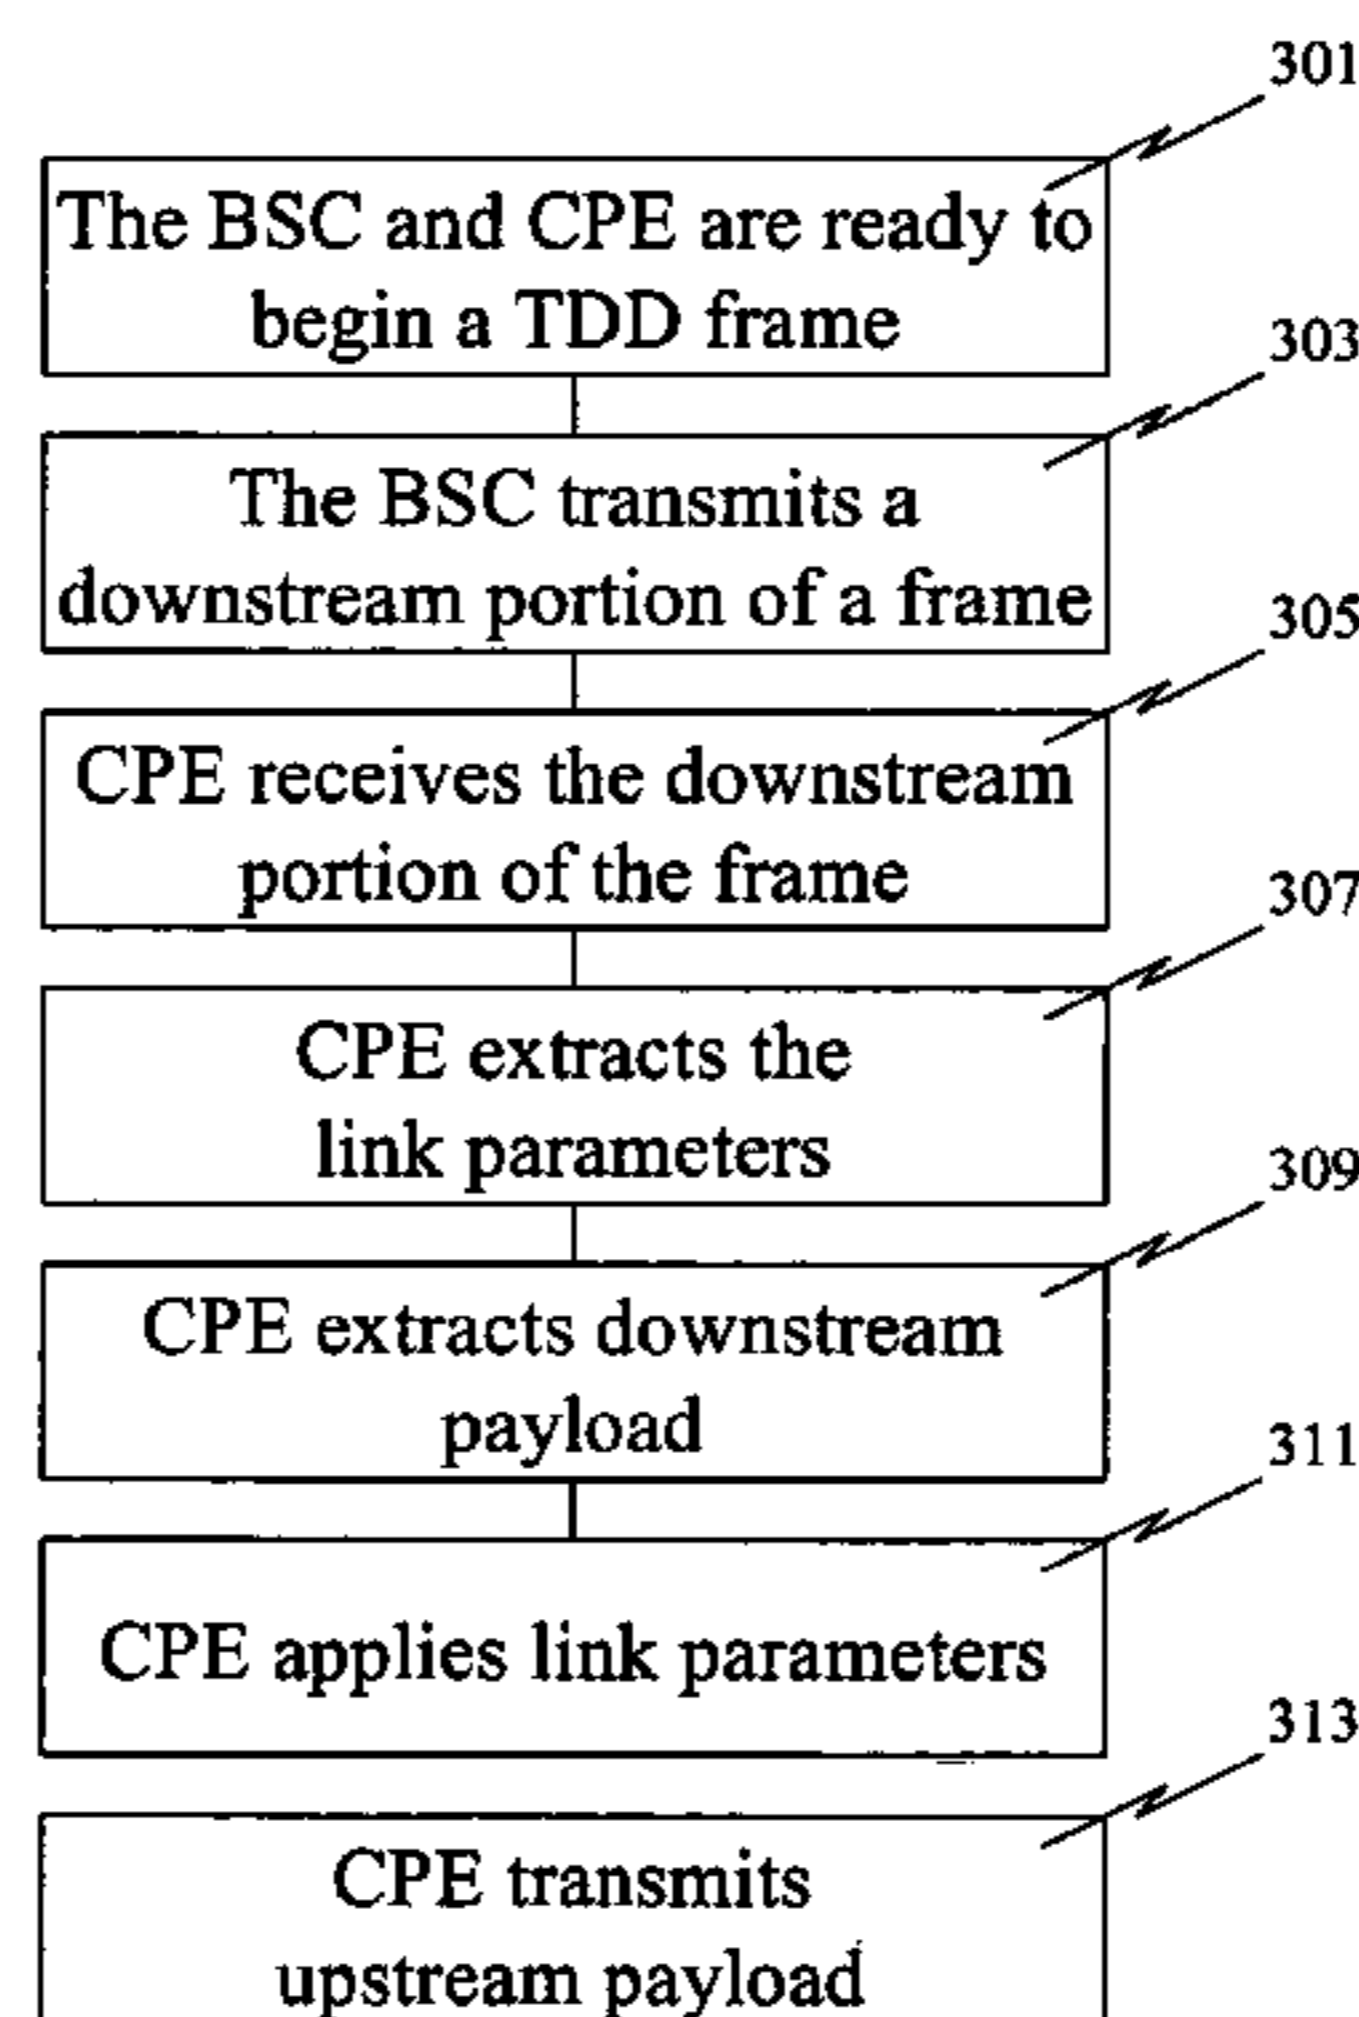 301
The BSC and CPE are ready to
begin a TDD frame
303
The BSC transmits a
downstream portion of a frame
305
CPE receives the downstream
portion of the frame
307
CPE extracts the
link parameters
309
CPE extracts downstream
payload
311
CPE applies link parameters
313
CPE transmits
upstream payload